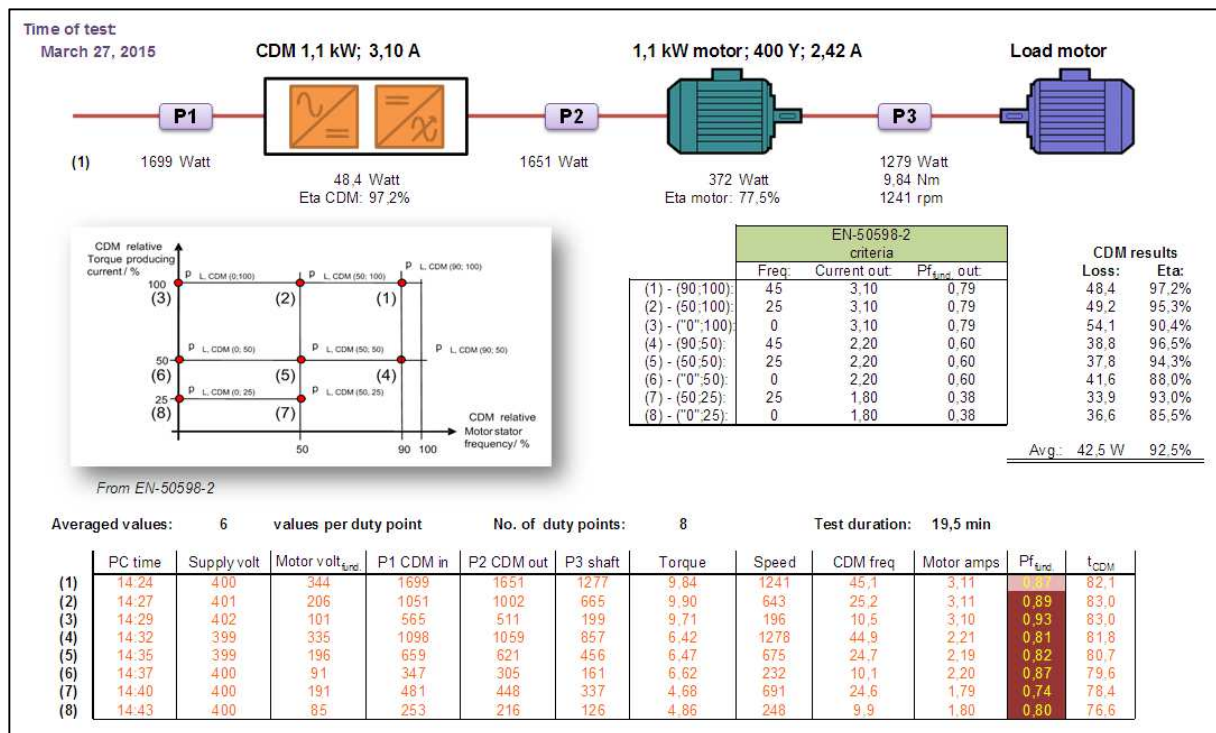 Time of test:
March 27, 2015
CDM 1,1 kW; 3,10 A
1,1 kW motor; 400 Y; 2,42 A
Load motor
P1
P2
P3
(1) 1699 Watt 1651 Watt 1279 Watt
48,4 Watt 372 Watt 9,84 Nm
Eta CDM: 97,2% Eta motor: 77,5% 1241 rpm
CDM relative
Torque producing
current / %
P L, CDM (0;100) P L, CDM (50; 100) P L, CDM (90; 100)
100
(3) (2) (1)
P L, CDM (0; 50) P L, CDM (50; 50) P L, CDM (90; 50)
50
(6) (5) (4)
P L, CDM (0; 25) P L, CDM (50, 25)
25
(8) (7)
CDM relative
Motor stator
frequency/ %
50 90 100
From EN-50598-2
EN-50598-2
criteria
CDM results
Freq: Current out: Pf fund. out: Loss: Eta:
(1) - (90;100): 45 3,10 0,79 48,4 97,2%
(2) - (50;100): 25 3,10 0,79 49,2 95,3%
(3) - ("0";100): 0 3,10 0,79 54,1 90,4%
(4) - (90;50): 45 2,20 0,60 38,8 96,5%
(5) - (50;50): 25 2,20 0,60 37,8 94,3%
(6) - ("0";50): 0 2,20 0,60 41,6 88,0%
(7) - (50;25): 25 1,80 0,38 33,9 93,0%
(8) - ("0";25): 0 1,80 0,38 36,6 85,5%
Avg.: 42,5 W 92,5%
Averaged values: 6 values per duty point No. of duty points: 8 Test duration: 19,5 min
PC time Supply volt Motor volt fund. P1 CDM in P2 CDM out P3 shaft Torque Speed CDM freq Motor amps Pf fund. tCDM
(1) 14:24 400 344 1699 1651 1277 9,84 1241 45,1 3,11 0,87 82,1
(2) 14:27 401 206 1051 1002 665 9,90 643 25,2 3,11 0,89 83,0
(3) 14:29 402 101 565 511 199 9,71 196 10,5 3,10 0,93 83,0
(4) 14:32 399 335 1098 1059 857 6,42 1278 44,9 2,21 0,81 81,8
(5) 14:35 399 196 659 621 456 6,47 675 24,7 2,19 0,82 80,7
(6) 14:37 400 91 347 305 161 6,62 232 10,1 2,20 0,87 79,6
(7) 14:40 400 191 481 448 337 4,68 691 24,6 1,79 0,74 78,4
(8) 14:43 400 85 253 216 126 4,86 248 9,9 1,80 0,80 76,6